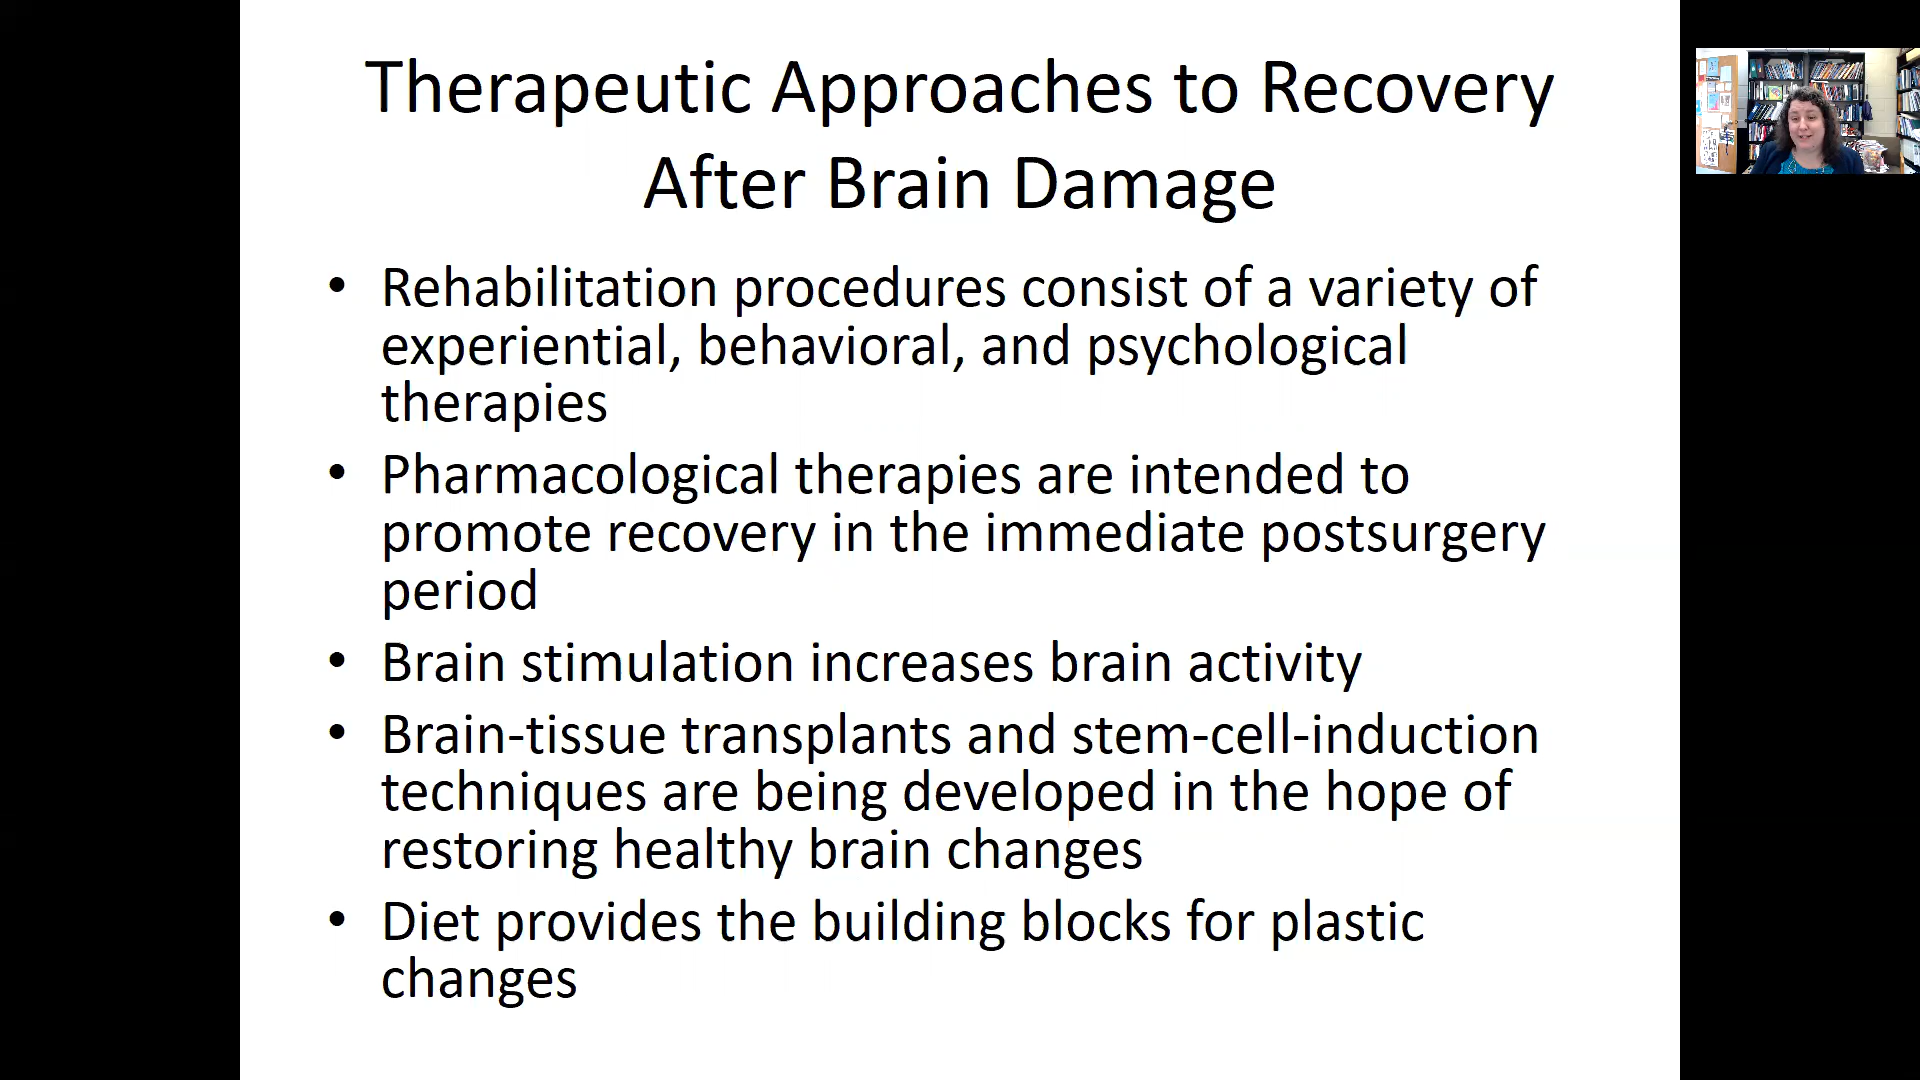 Therapeutic Approaches to Recovery
After Brain Damage
• Rehabilitation procedures consist of a variety of
experiential, behavioral, and psychological
therapies
• Pharmacological therapies are intended to
promote recovery in the immediate postsurgery
period
• Brain stimulation increases brain activity
• Brain-tissue transplants and stem-cell-induction
techniques are being developed in the hope of
restoring healthy brain changes
• Diet provides the building blocks for plastic
changes